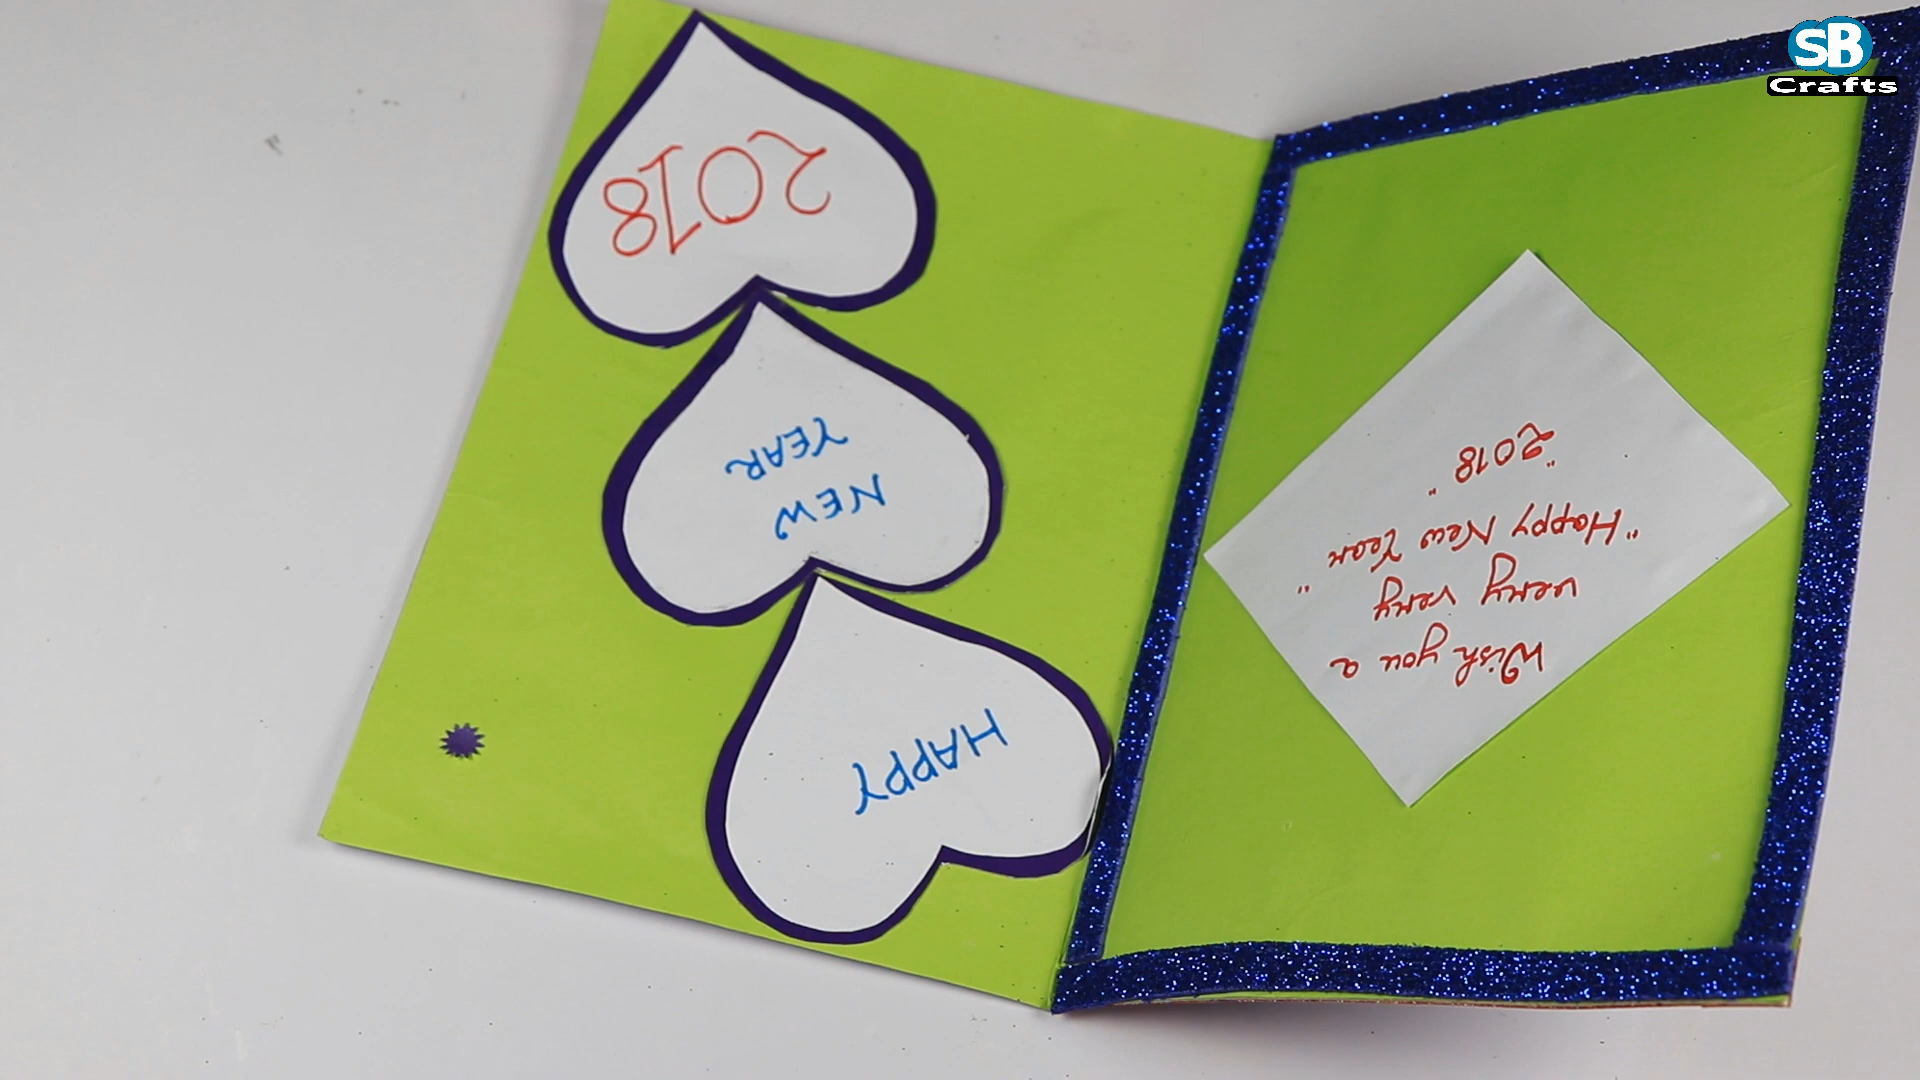 SB
Crafts
HAPPY
NEW
YEAR
2018
Wish you a
very very
"Happy New Year"
"2018"